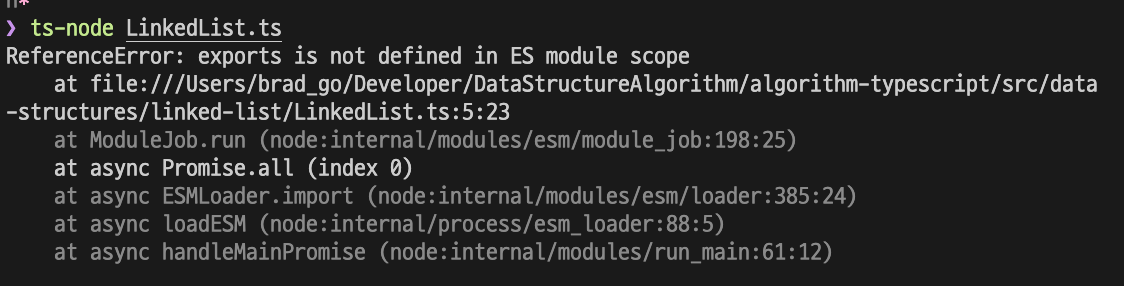 ❯ ts-node LinkedList.ts
ReferenceError: exports is not defined in ES module scope
    at file:///Users/brad_go/Developer/DataStructureAlgorithm/algorithm-typescript/src/data
-structures/linked-list/LinkedList.ts:5:23
    at ModuleJob.run (node:internal/modules/esm/module_job:198:25)
    at async Promise.all (index 0)
    at async ESMLoader.import (node:internal/modules/esm/loader:385:24)
    at async loadESM (node:internal/process/esm_loader:88:5)
    at async handleMainPromise (node:internal/modules/run_main:61:12)